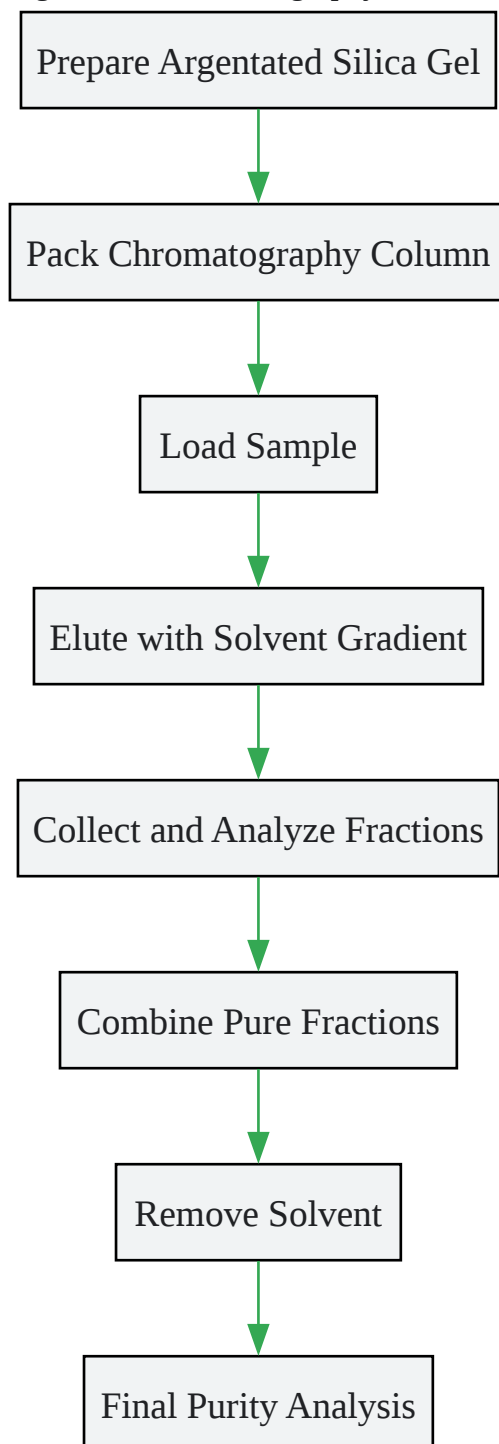 Prepare Argentated Silica Gel
Pack Chromatography Column
Load Sample
Elute with Solvent Gradient
Collect and Analyze Fractions
Combine Pure Fractions
Remove Solvent
Final Purity Analysis